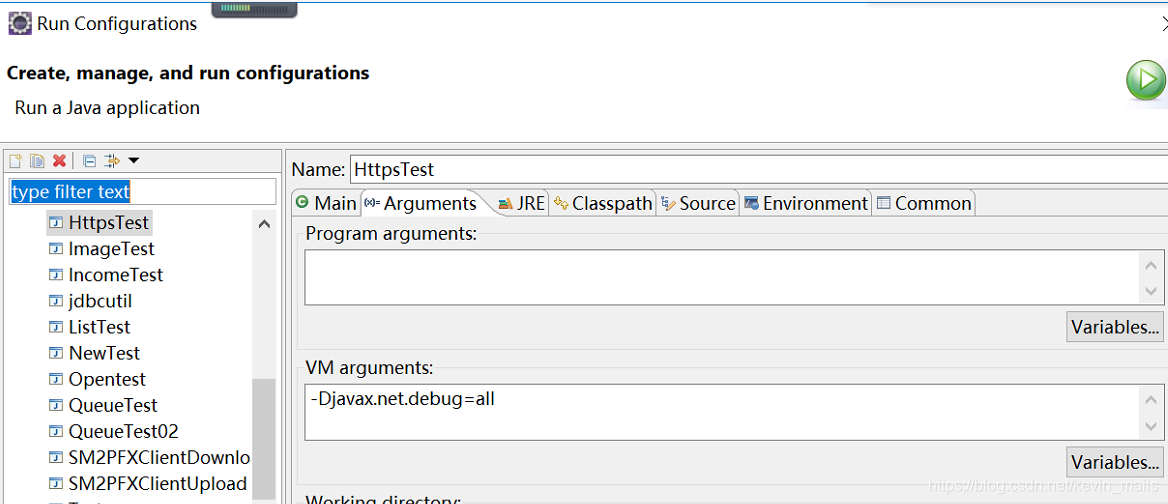 Run Configurations
Create, manage, and run configurations
Run a Java application
type filter text
HttpsTest
ImageTest
IncomeTest
jdbcutil
ListTest
NewTest
Opentest
QueueTest
QueueTest02
SM2PFXClientDownlo
SM2PFXClientUpload
Name: HttpsTest
Main (x)= Arguments JRE Classpath Source Environment Common
Program arguments:
Variables...
VM arguments:
-Djavax.net.debug=all
Variables...
Working directory:
https://blog.csdn.net/kevin_mails